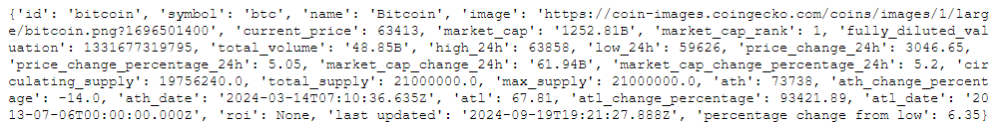 {'id': 'bitcoin', 'symbol': 'btc', 'name': 'Bitcoin', 'image': 'https://coin-images.coingecko.com/coins/images/1/larg
e/bitcoin.png?1696501400', 'current_price': 63413, 'market_cap': '1252.81B', 'market_cap_rank': 1, 'fully_diluted_val
uation': 1331677319795, 'total_volume': '48.85B', 'high_24h': 63858, 'low_24h': 59626, 'price_change_24h': 3046.65,
'price_change_percentage_24h': 5.05, 'market_cap_change_24h': '61.94B', 'market_cap_change_percentage_24h': 5.2, 'cir
culating_supply': 19756240.0, 'total_supply': 21000000.0, 'max_supply': 21000000.0, 'ath': 73738, 'ath_change_percent
age': -14.0, 'ath_date': '2024-03-14T07:10:36.635Z', 'atl': 67.81, 'atl_change_percentage': 93421.89, 'atl_date': '20
13-07-06T00:00:00.000Z', 'roi': None, 'last updated': '2024-09-19T19:21:27.888Z', 'percentage change from low': 6.35}